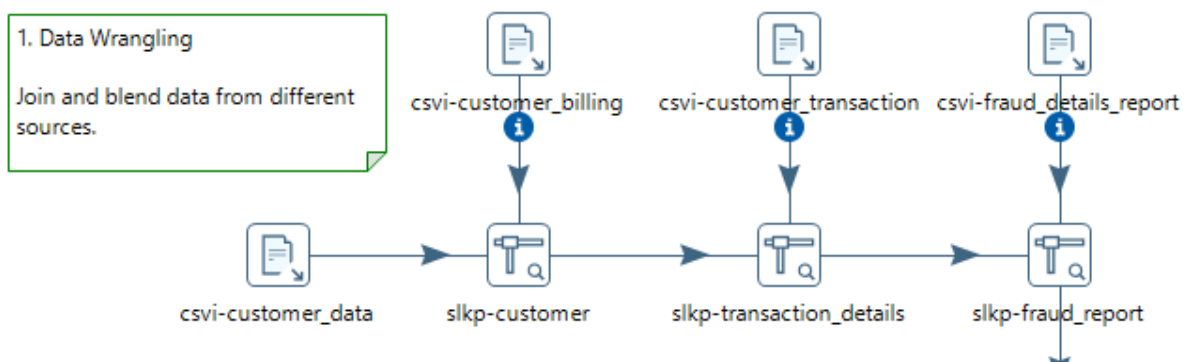 1. Data Wrangling
Join and blend data from different
sources.
csvi-customer_billing
csvi-customer_transaction
csvi-fraud_details_report
i
i
i
csvi-customer_data
slkp-customer
slkp-transaction_details
slkp-fraud_report